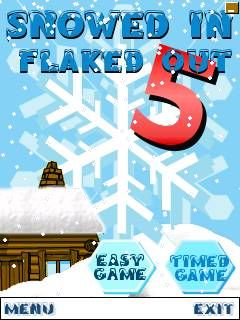 SNOWED IN
FLAKED OUT
5
EASY
GAME
TIMED
GAME
MENU
EXIT